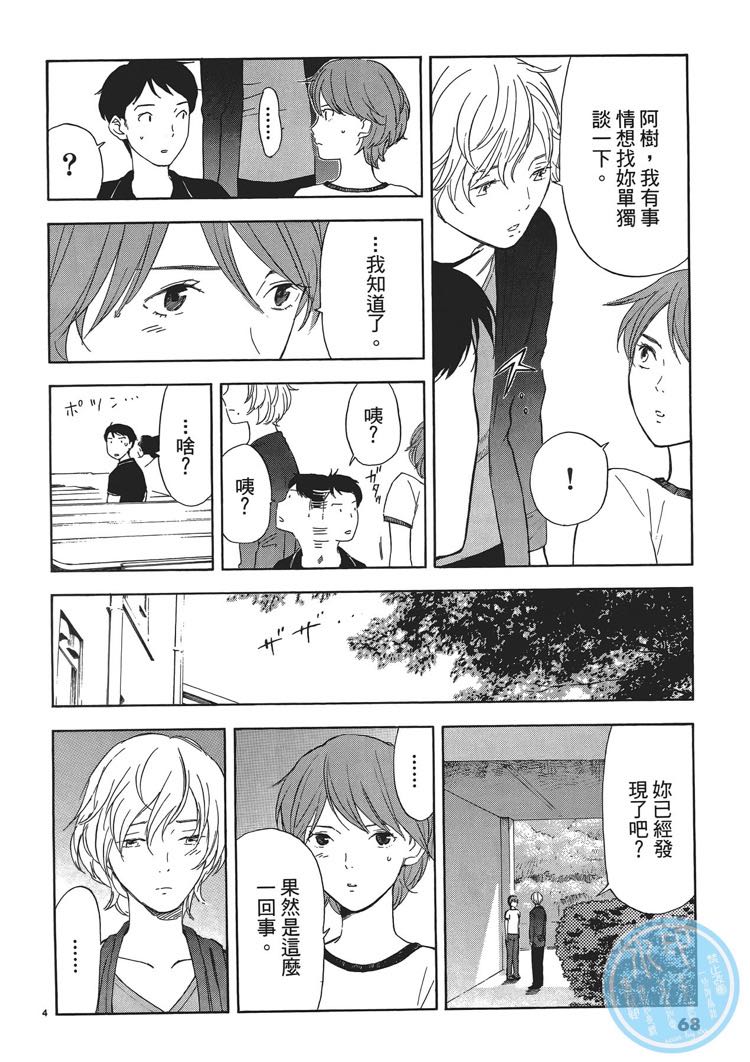 阿樹，我有事
情想找妳單獨
談一下。
！
……
？
…我知道了。
咦？
咦？
ガタ
…啥？
ポツン…
ザザ…
妳已經發
現了吧？
……
果然是這麼
一回事。
……
4
68